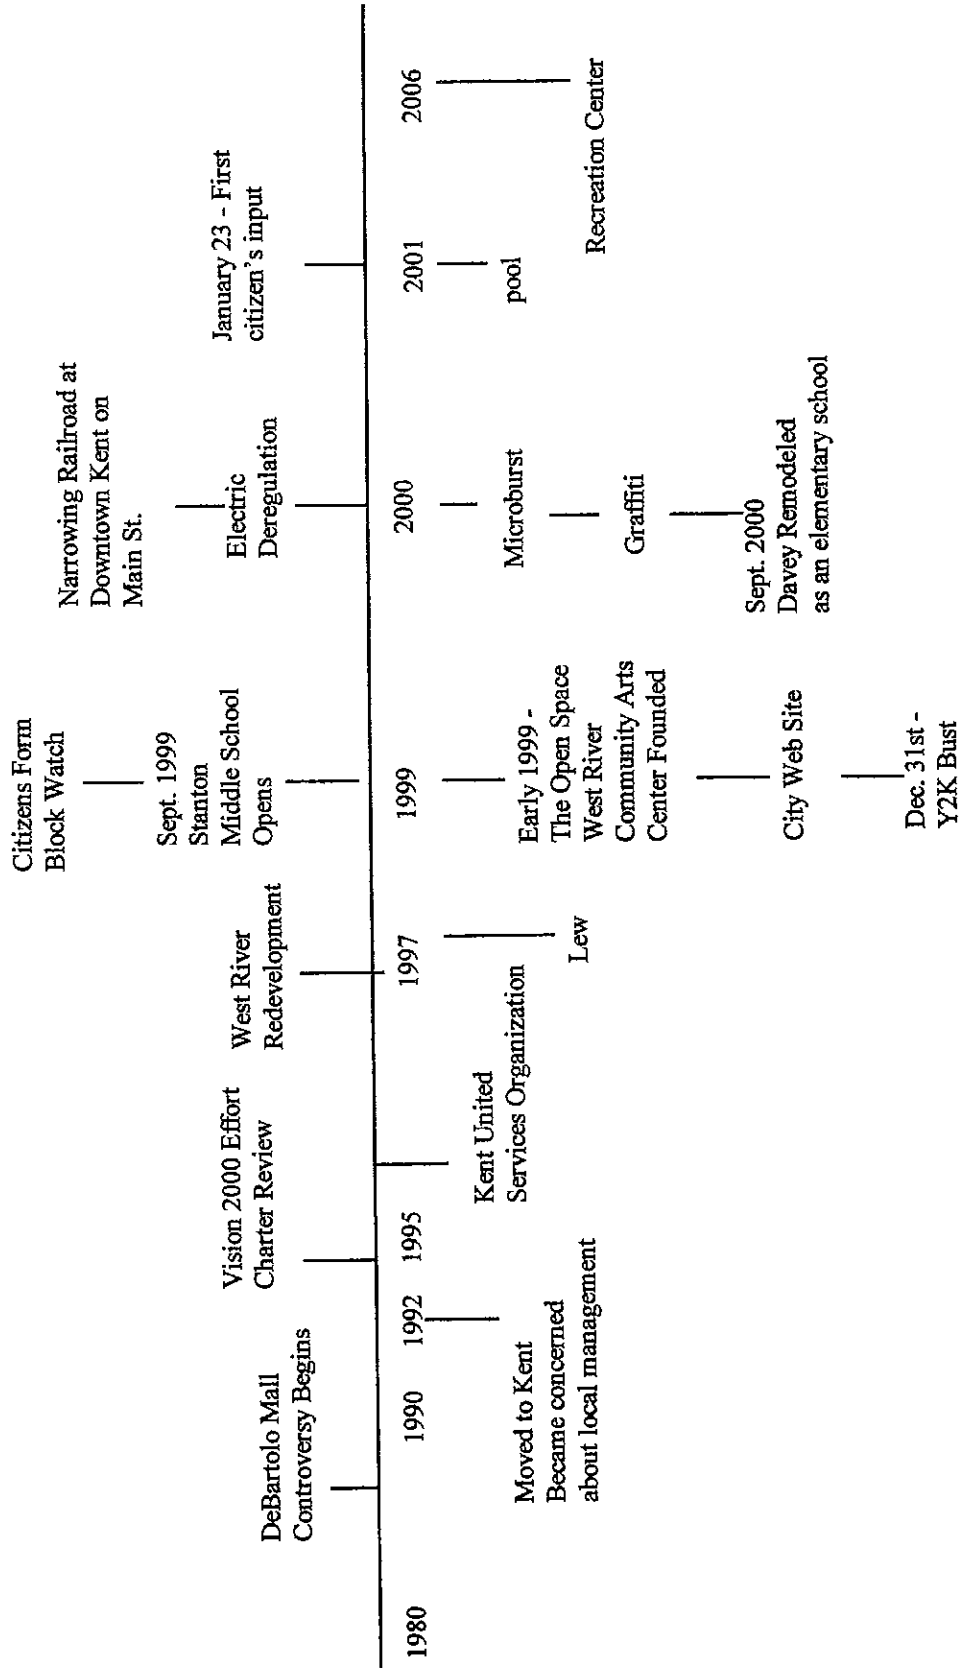 Citizens Form
Block Watch
Narrowing Railroad at
Downtown Kent on
Main St.
Sept. 1999
Stanton
Middle School
Opens
DeBartolo Mall
Controversy Begins
Vision 2000 Effort
Charter Review
West River
Redevelopment
Electric
Deregulation
January 23 - First
citizen's input
1980
1990
1992
1995
1997
1999
2000
2001
2006
Moved to Kent
Became concerned
about local management
Kent United
Services Organization
Lew
Early 1999 -
The Open Space
West River
Community Arts
Center Founded
City Web Site
Dec. 31st -
Y2K Bust
Microburst
Graffiti
Sept. 2000
Davey Remodeled
as an elementary school
pool
Recreation Center